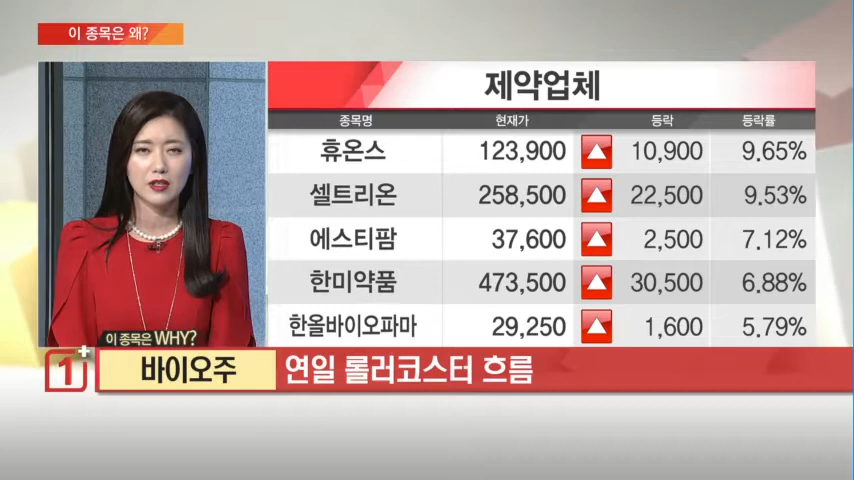 이 종목은 왜?
제약업체
종목명 현재가 등락 등락률
휴온스 123,900 10,900 9.65%
셀트리온 258,500 22,500 9.53%
에스티팜 37,600 2,500 7.12%
한미약품 473,500 30,500 6.88%
한올바이오파마 29,250 1,600 5.79%
이 종목은 WHY?
1+ 바이오주 연일 롤러코스터 흐름